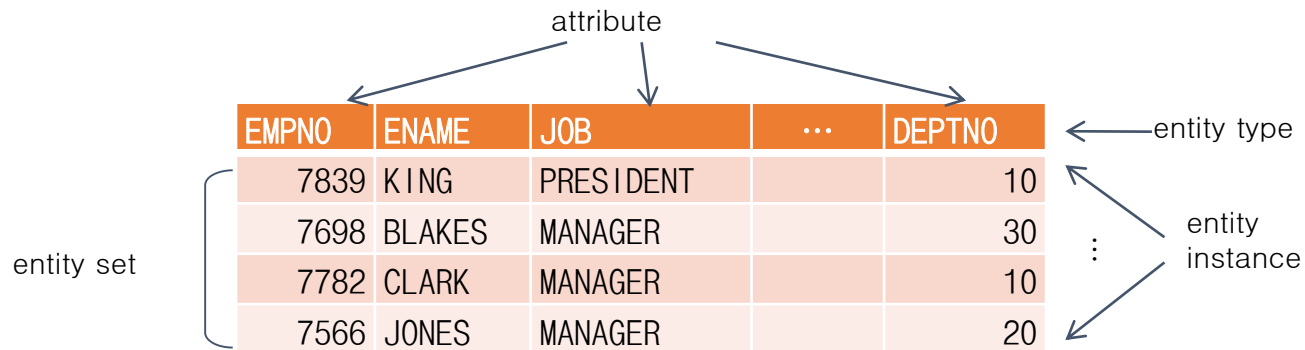 attribute
EMPNO ENAME JOB … DEPTNO
entity type
7839 KING PRESIDENT 10
7698 BLAKES MANAGER 30
7782 CLARK MANAGER 10
7566 JONES MANAGER 20
entity set
…
entity
instance